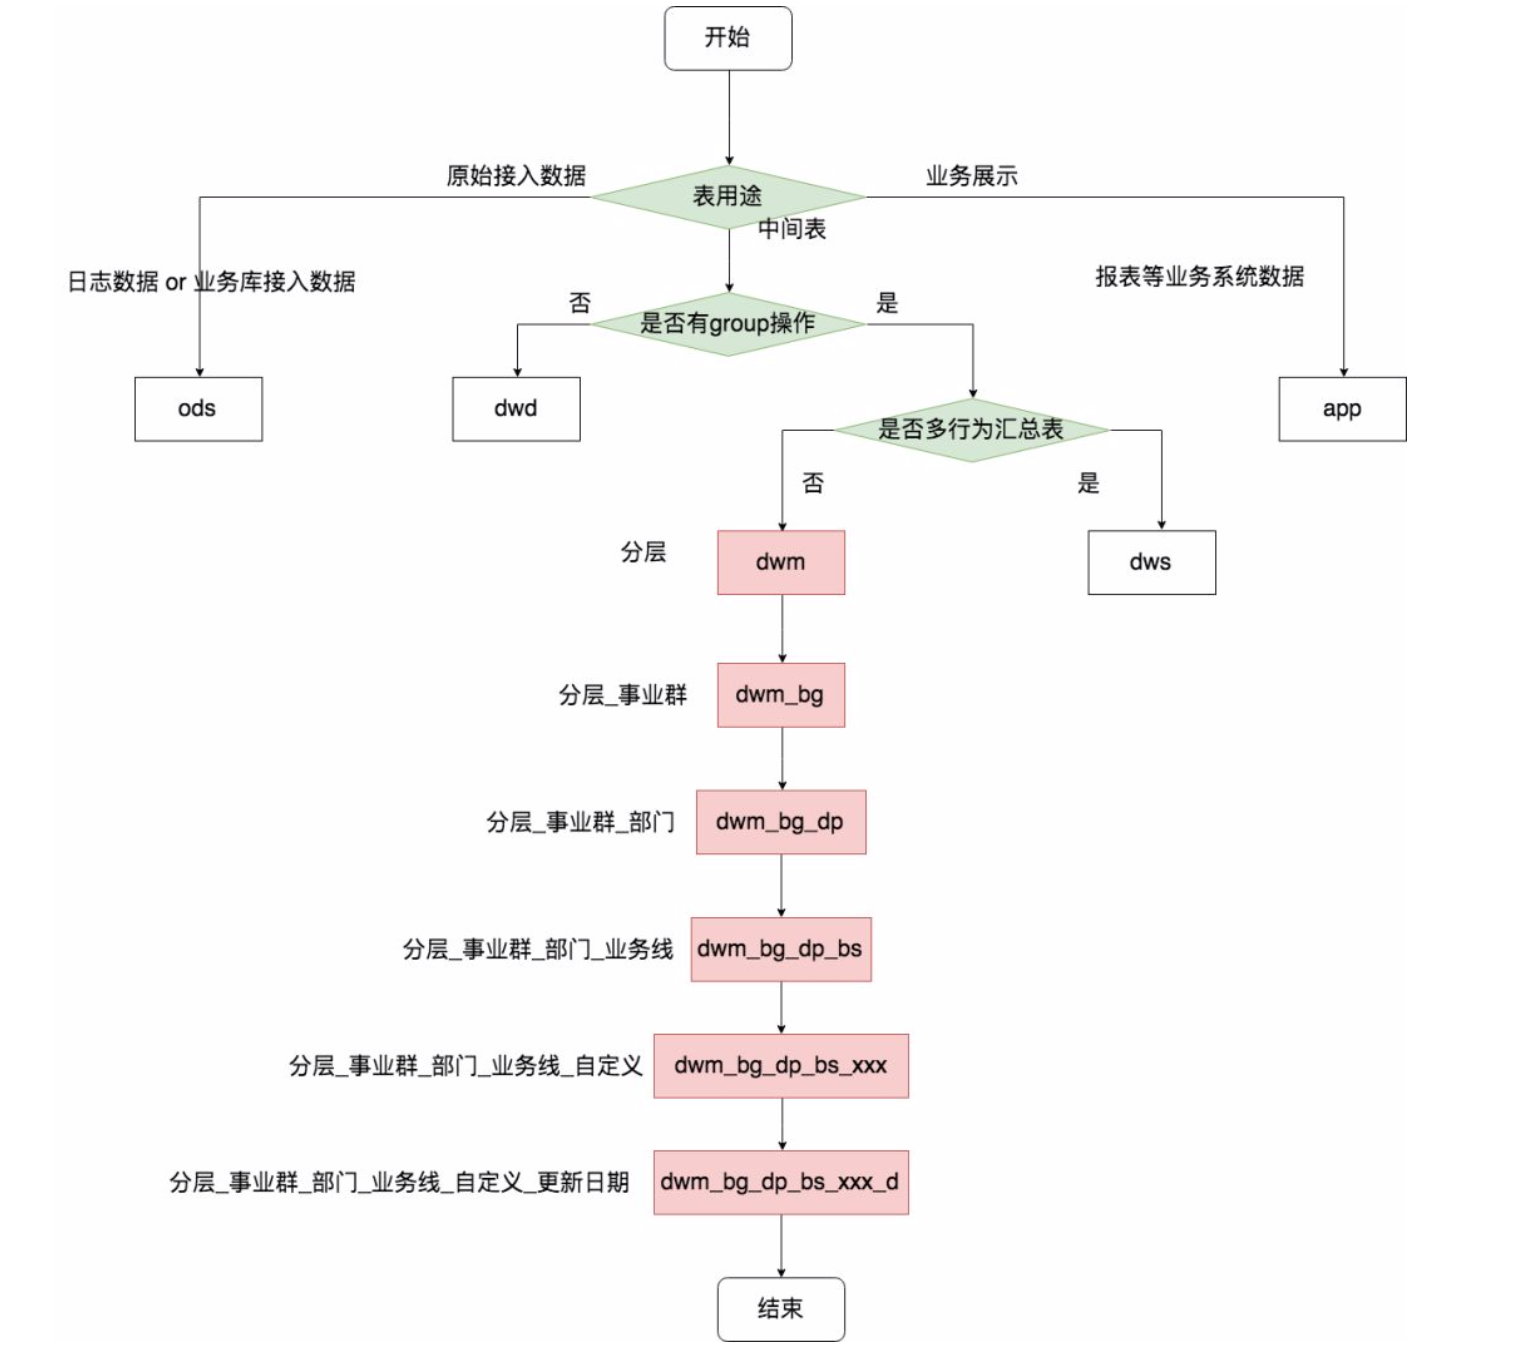 开始
原始接入数据
表用途
业务展示
中间表
日志数据 or 业务库接入数据
报表等业务系统数据
否
是否有group操作
是
ods
dwd
是否多行为汇总表
app
否
是
分层
dwm
dws
分层_事业群
dwm_bg
分层_事业群_部门
dwm_bg_dp
分层_事业群_部门_业务线
dwm_bg_dp_bs
分层_事业群_部门_业务线_自定义
dwm_bg_dp_bs_xxx
分层_事业群_部门_业务线_自定义_更新日期
dwm_bg_dp_bs_xxx_d
结束